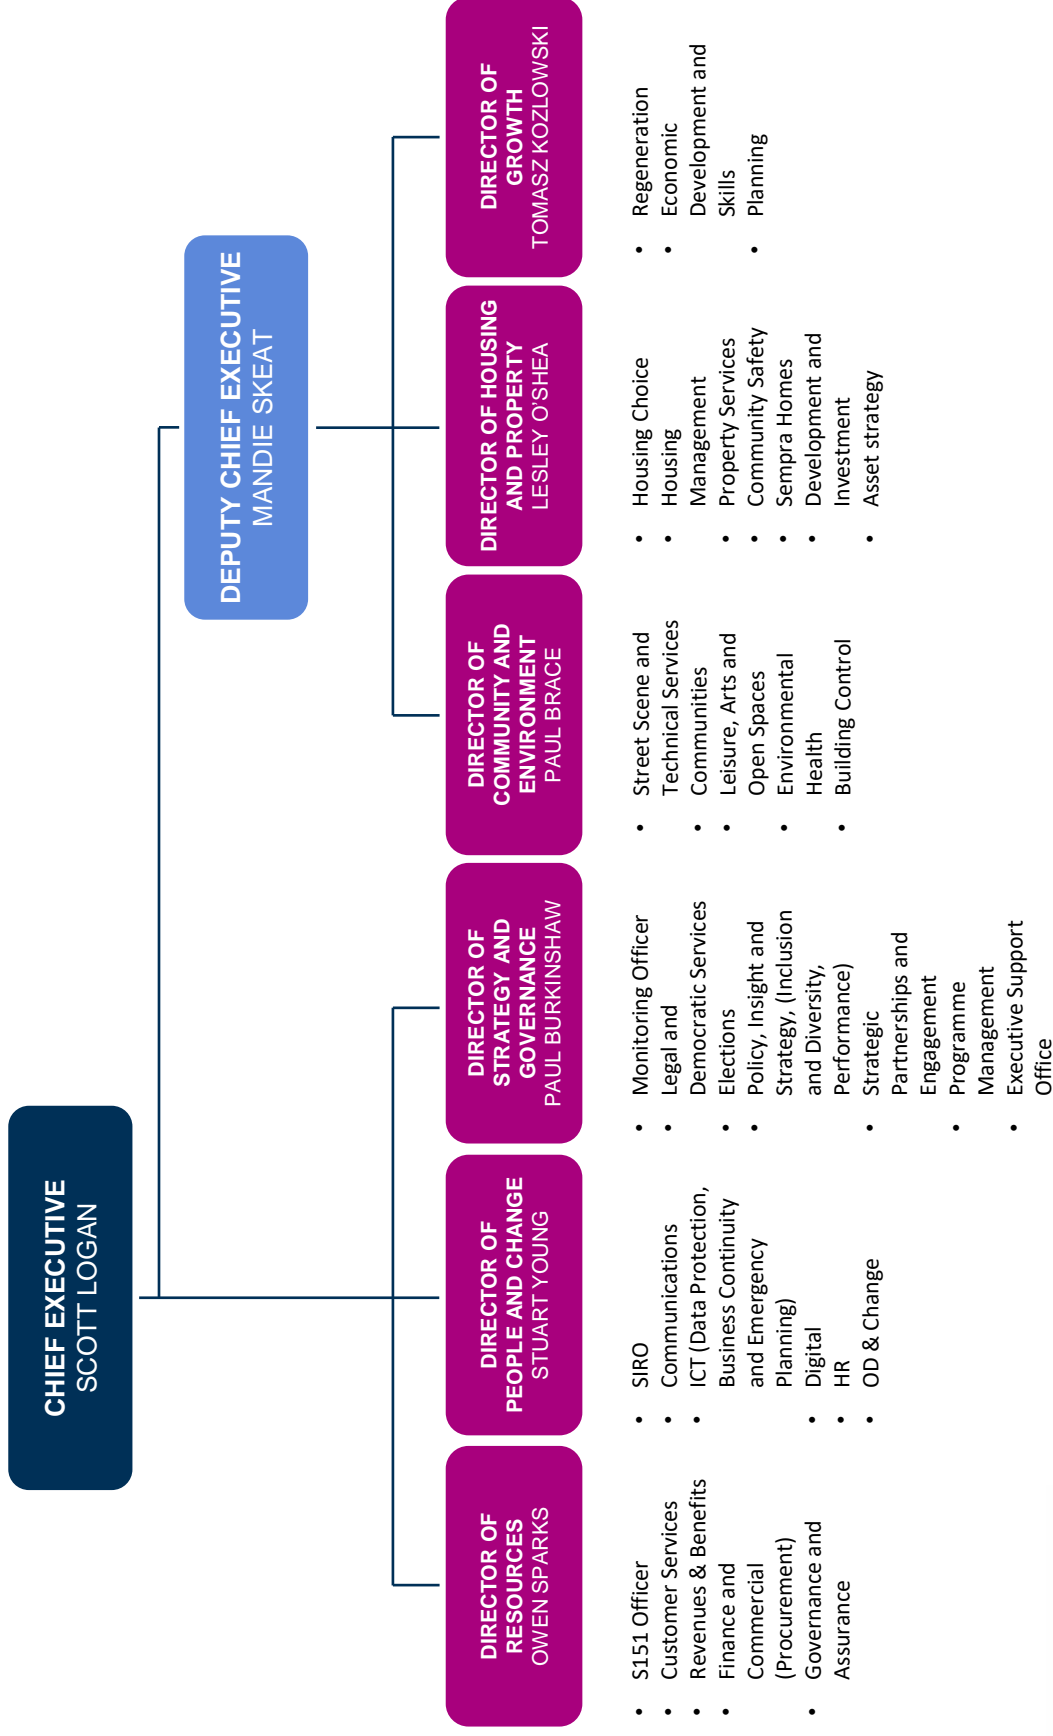 CHIEF EXECUTIVE
SCOTT LOGAN
DEPUTY CHIEF EXECUTIVE
MANDIE SKEAT
DIRECTOR OF
RESOURCES
OWEN SPARKS
• S151 Officer
• Customer Services
• Revenues & Benefits
• Finance and
Commercial
(Procurement)
• Governance and
Assurance
DIRECTOR OF
PEOPLE AND CHANGE
STUART YOUNG
• SIRO
• Communications
• ICT (Data Protection,
Business Continuity
and Emergency
Planning)
• Digital
• HR
• OD & Change
DIRECTOR OF
STRATEGY AND
GOVERNANCE
PAUL BURKINSHAW
• Monitoring Officer
• Legal and
Democratic Services
• Elections
• Policy, Insight and
Strategy, (Inclusion
and Diversity,
Performance)
• Strategic
Partnerships and
Engagement
• Programme
Management
• Executive Support
Office
DIRECTOR OF
COMMUNITY AND
ENVIRONMENT
PAUL BRACE
• Street Scene and
Technical Services
• Communities
• Leisure, Arts and
Open Spaces
• Environmental
Health
• Building Control
DIRECTOR OF HOUSING
AND PROPERTY
LESLEY O'SHEA
• Housing Choice
• Housing
Management
• Property Services
• Community Safety
• Sempra Homes
• Development and
Investment
• Asset strategy
DIRECTOR OF
GROWTH
TOMASZ KOZLOWSKI
• Regeneration
• Economic
Development and
Skills
• Planning